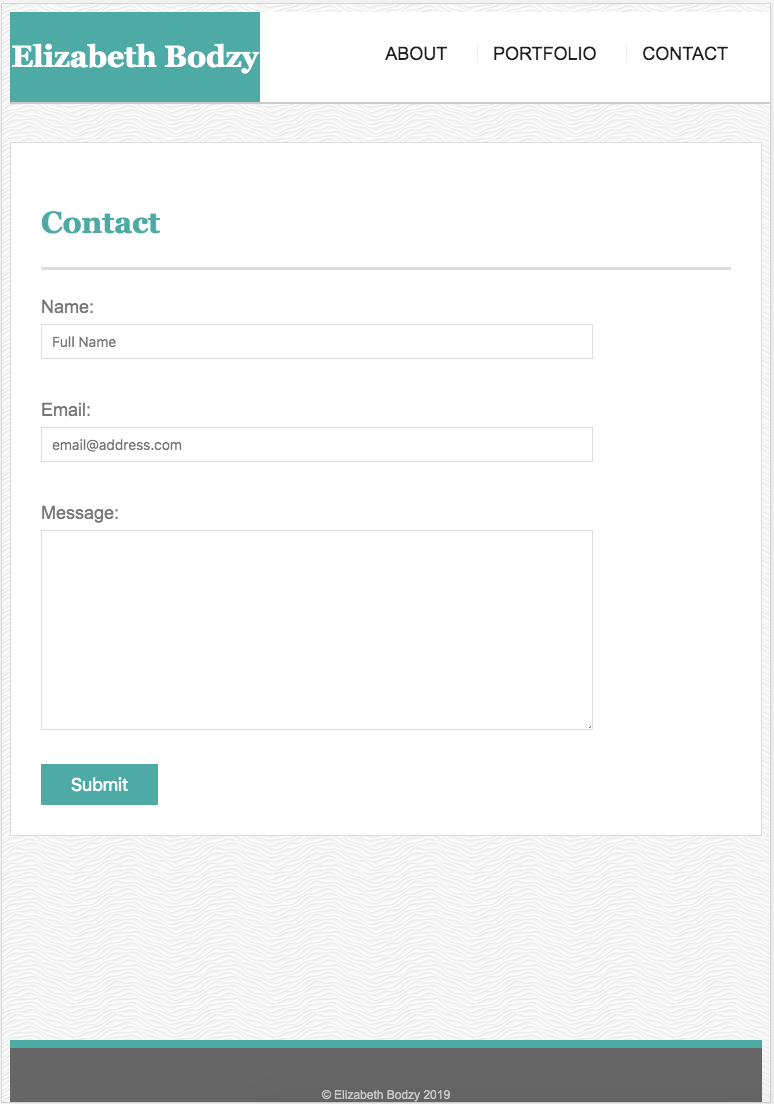 Elizabeth Bodzy
ABOUT PORTFOLIO CONTACT
Contact
Name:
Full Name
Email:
email@address.com
Message:
Submit
© Elizabeth Bodzy 2019